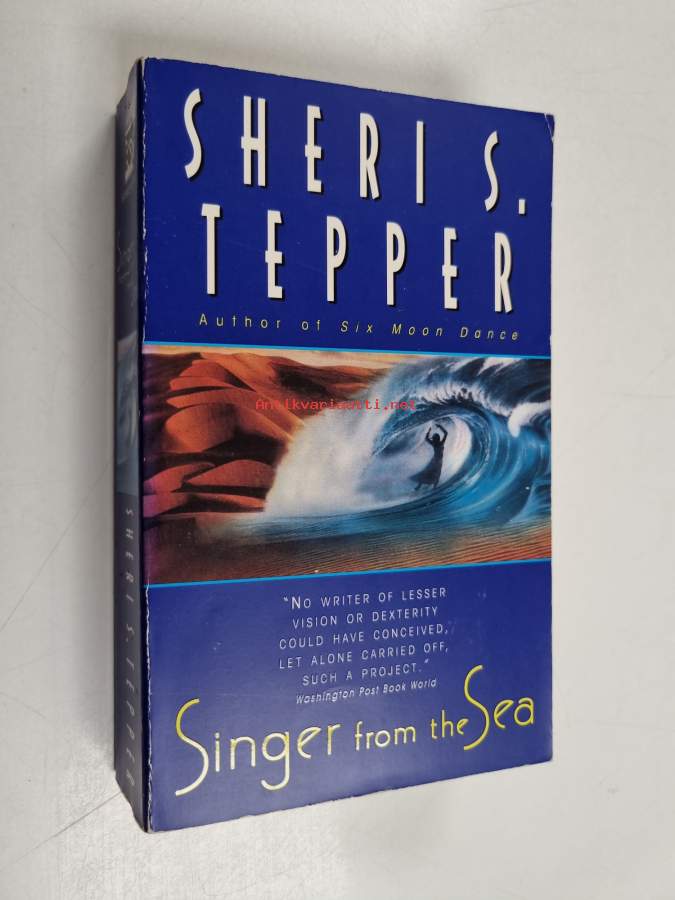 SHERI S.
TEPPER
Author of Six Moon Dance
Antikvariaatti.net
"NO WRITER OF LESSER
VISION OR DEXTERITY
COULD HAVE CONCEIVED,
LET ALONE CARRIED OFF,
SUCH A PROJECT."
Washington Post Book World
Singer from the Sea
SHERI S. TEPPER